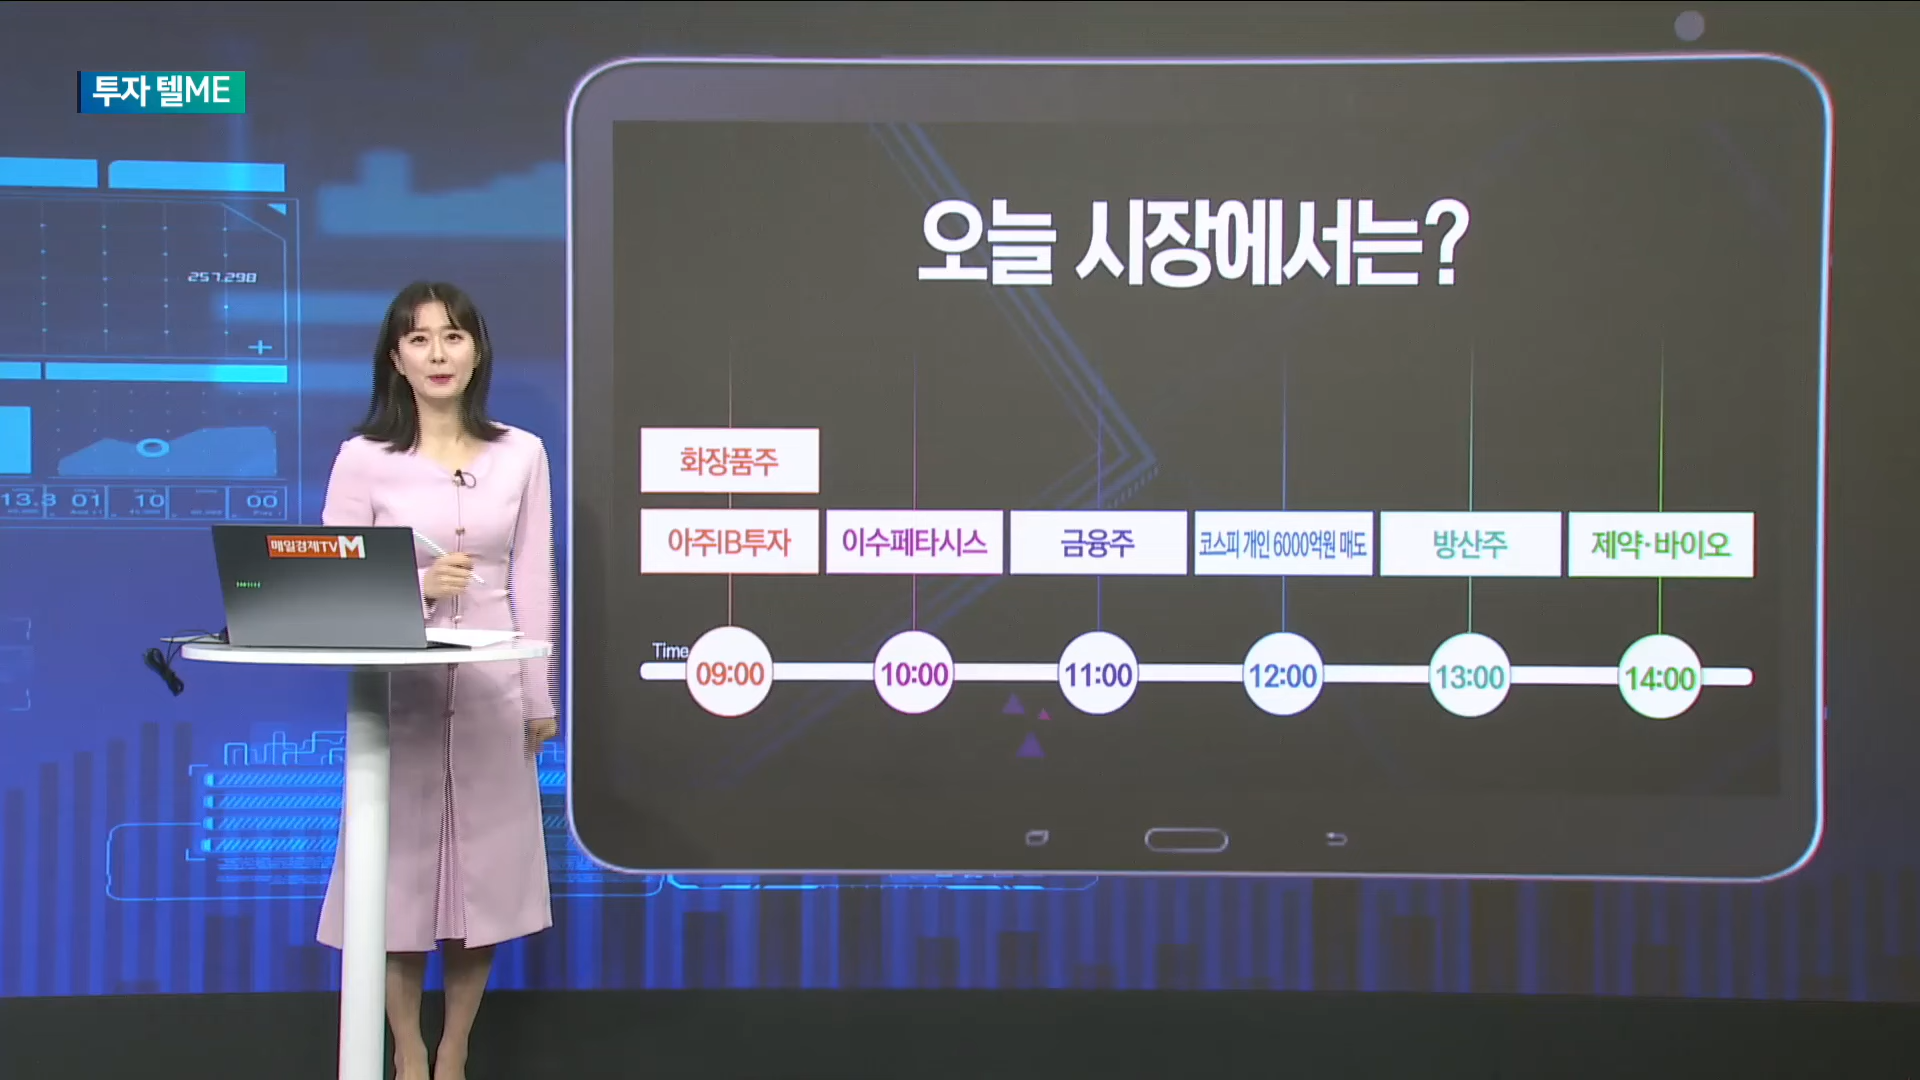 투자 텔ME
오늘 시장에서는?
257.298
화장품주
아주IB투자
이수페타시스
금융주
코스피 개인 6000억원 매도
방산주
제약·바이오
매일경제TV M
Time
09:00
10:00
11:00
12:00
13:00
14:00
13.3
01
10
00